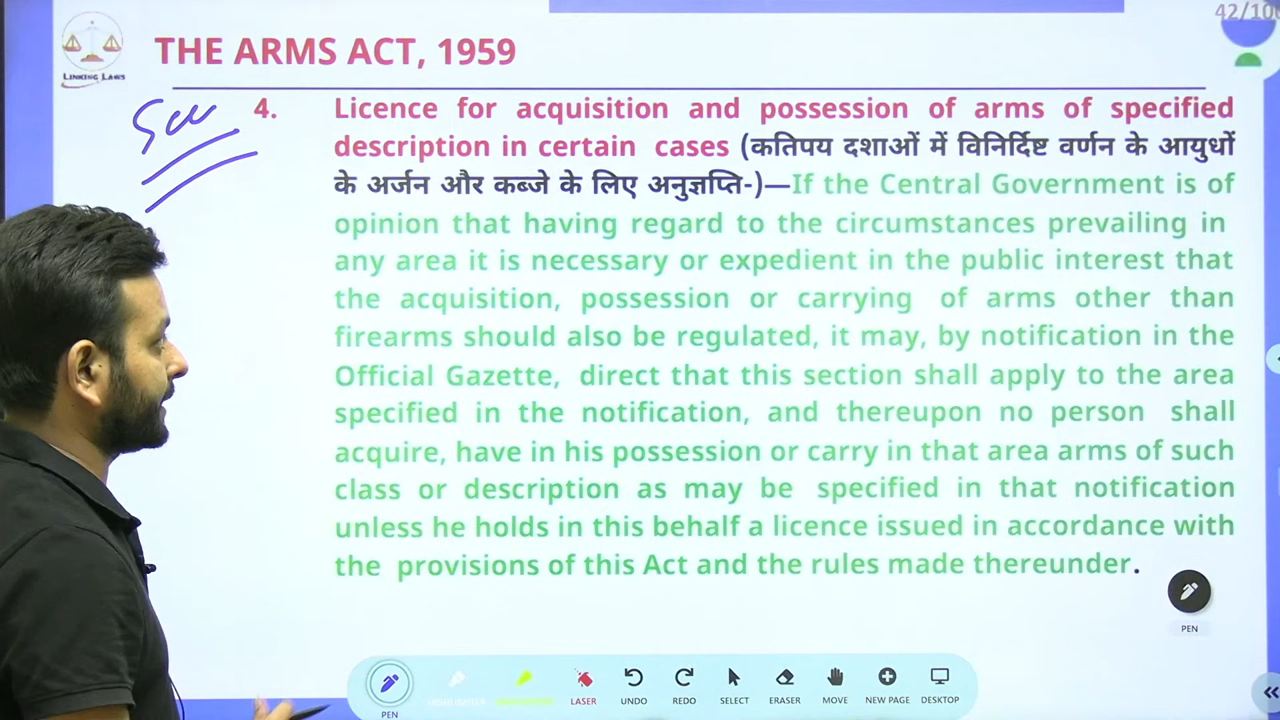 42/100
LINKING LAWS
THE ARMS ACT, 1959
Sec 4. Licence for acquisition and possession of arms of specified
description in certain cases (कतिपय दशाओं में विनिर्दिष्ट वर्णन के आयुधों
के अर्जन और कब्जे के लिए अनुज्ञप्ति-)—If the Central Government is of
opinion that having regard to the circumstances prevailing in
any area it is necessary or expedient in the public interest that
the acquisition, possession or carrying of arms other than
firearms should also be regulated, it may, by notification in the
Official Gazette, direct that this section shall apply to the area
specified in the notification, and thereupon no person shall
acquire, have in his possession or carry in that area arms of such
class or description as may be specified in that notification
unless he holds in this behalf a licence issued in accordance with
the provisions of this Act and the rules made thereunder.
PEN
PEN HIGHLIGHTER LASER UNDO REDO SELECT ERASER MOVE NEW PAGE DESKTOP